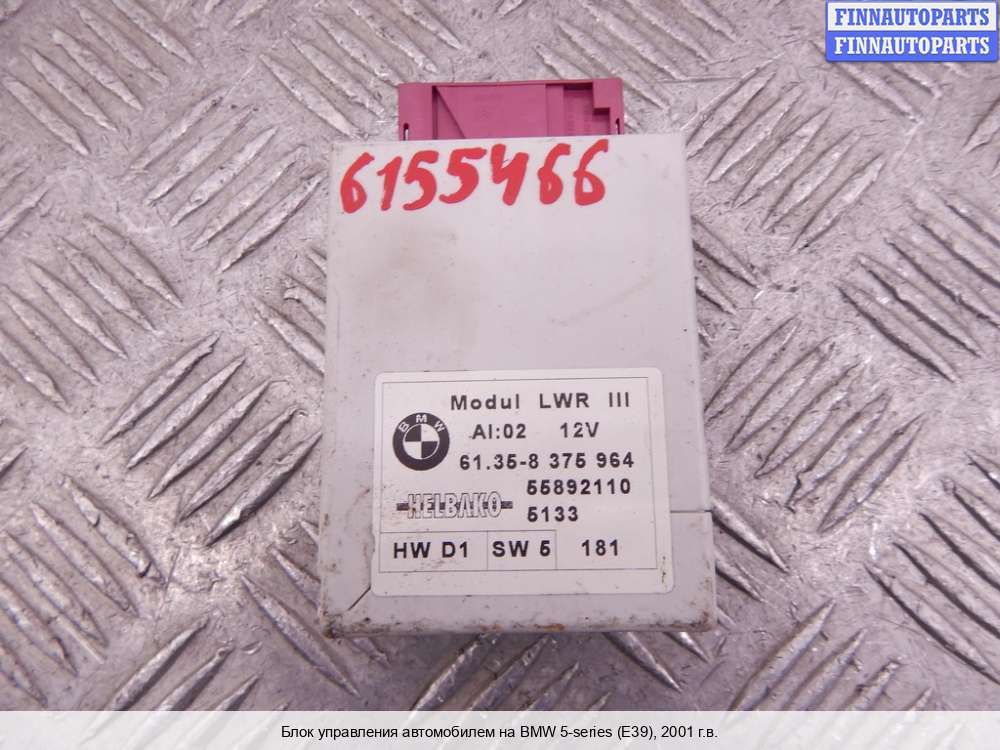 FINNAUTOPARTS
FINNAUTOPARTS
6155466
Modul LWR III
BMW
AI:02 12V
61.35-8 375 964
55892110
HELBAKO
5133
HW D1 SW 5 181
Блок управления автомобилем на BMW 5-series (E39), 2001 г.в.